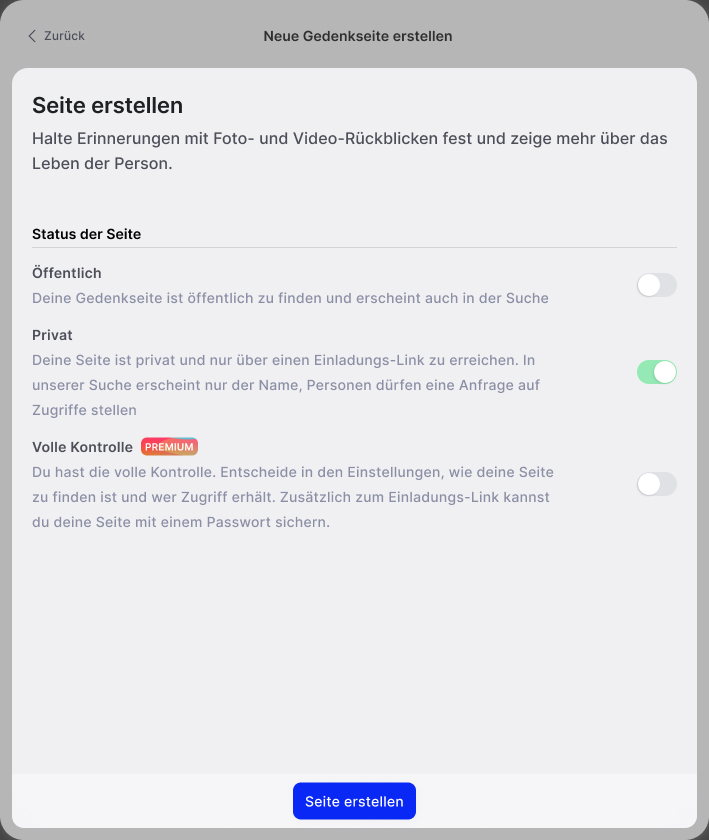 Zurück
Neue Gedenkseite erstellen
Seite erstellen
Halte Erinnerungen mit Foto- und Video-Rückblicken fest und zeige mehr über das
Leben der Person.
Status der Seite
Öffentlich
Deine Gedenkseite ist öffentlich zu finden und erscheint auch in der Suche
Privat
Deine Seite ist privat und nur über einen Einladungs-Link zu erreichen. In
unserer Suche erscheint nur der Name, Personen dürfen eine Anfrage auf
Zugriffe stellen
Volle Kontrolle PREMIUM
Du hast die volle Kontrolle. Entscheide in den Einstellungen, wie deine Seite
zu finden ist und wer Zugriff erhält. Zusätzlich zum Einladungs-Link kannst
du deine Seite mit einem Passwort sichern.
Seite erstellen